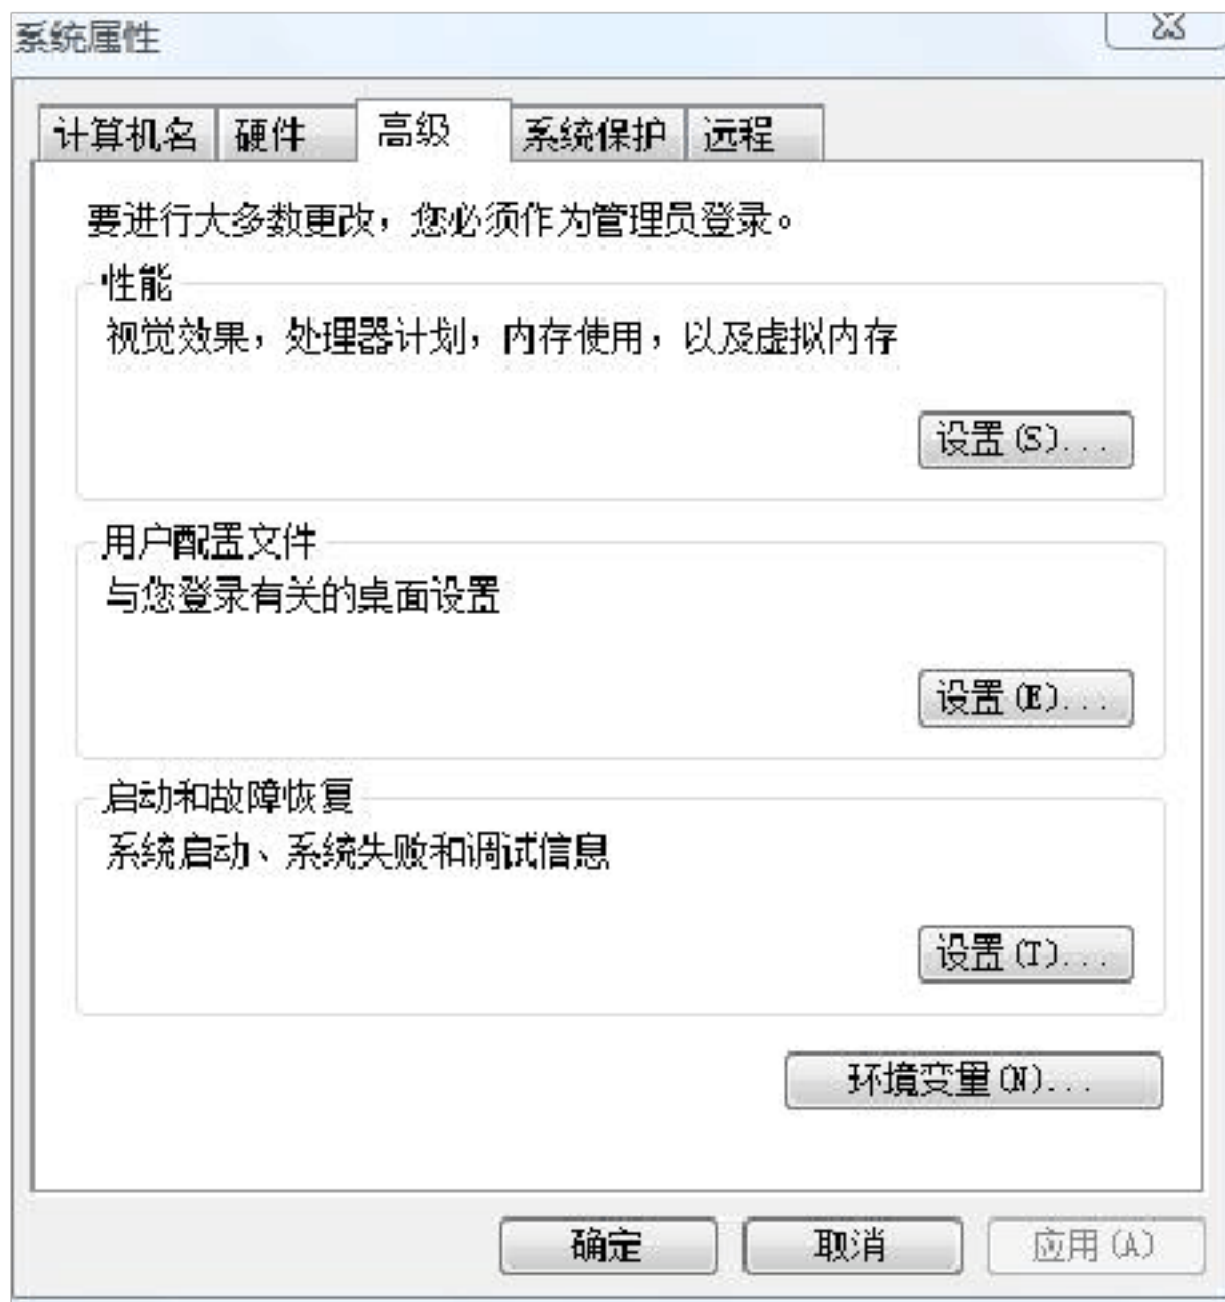 系统属性
计算机名 硬件 高级 系统保护 远程
要进行大多数更改，您必须作为管理员登录。
性能
视觉效果，处理器计划，内存使用，以及虚拟内存
设置(S)...
用户配置文件
与您登录有关的桌面设置
设置(E)...
启动和故障恢复
系统启动、系统失败和调试信息
设置(T)...
环境变量(N)...
确定 取消 应用(A)